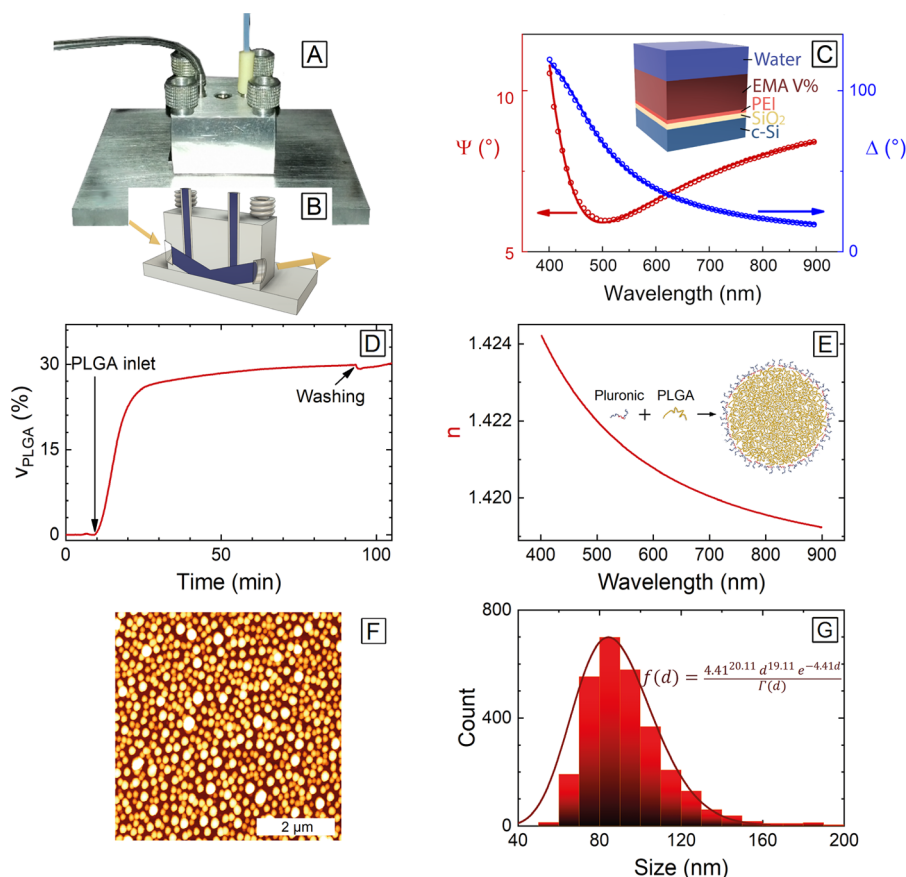 A
B
C
Water
EMA V%
PEI
SiO₂
c-Si
10
5
Ψ (°)
100
0
Δ (°)
400 500 600 700 800 900
Wavelength (nm)
D
PLGA inlet
Washing
30
15
0
v_PLGA (%)
0 50 100
Time (min)
E
Pluronic PLGA
+
1.424
1.422
1.420
n
400 500 600 700 800 900
Wavelength (nm)
F
2 µm
G
f(d) = 4.41^20.11 d^19.11 e^−4.41d / Γ(d)
800
400
0
Count
40 80 120 160 200
Size (nm)